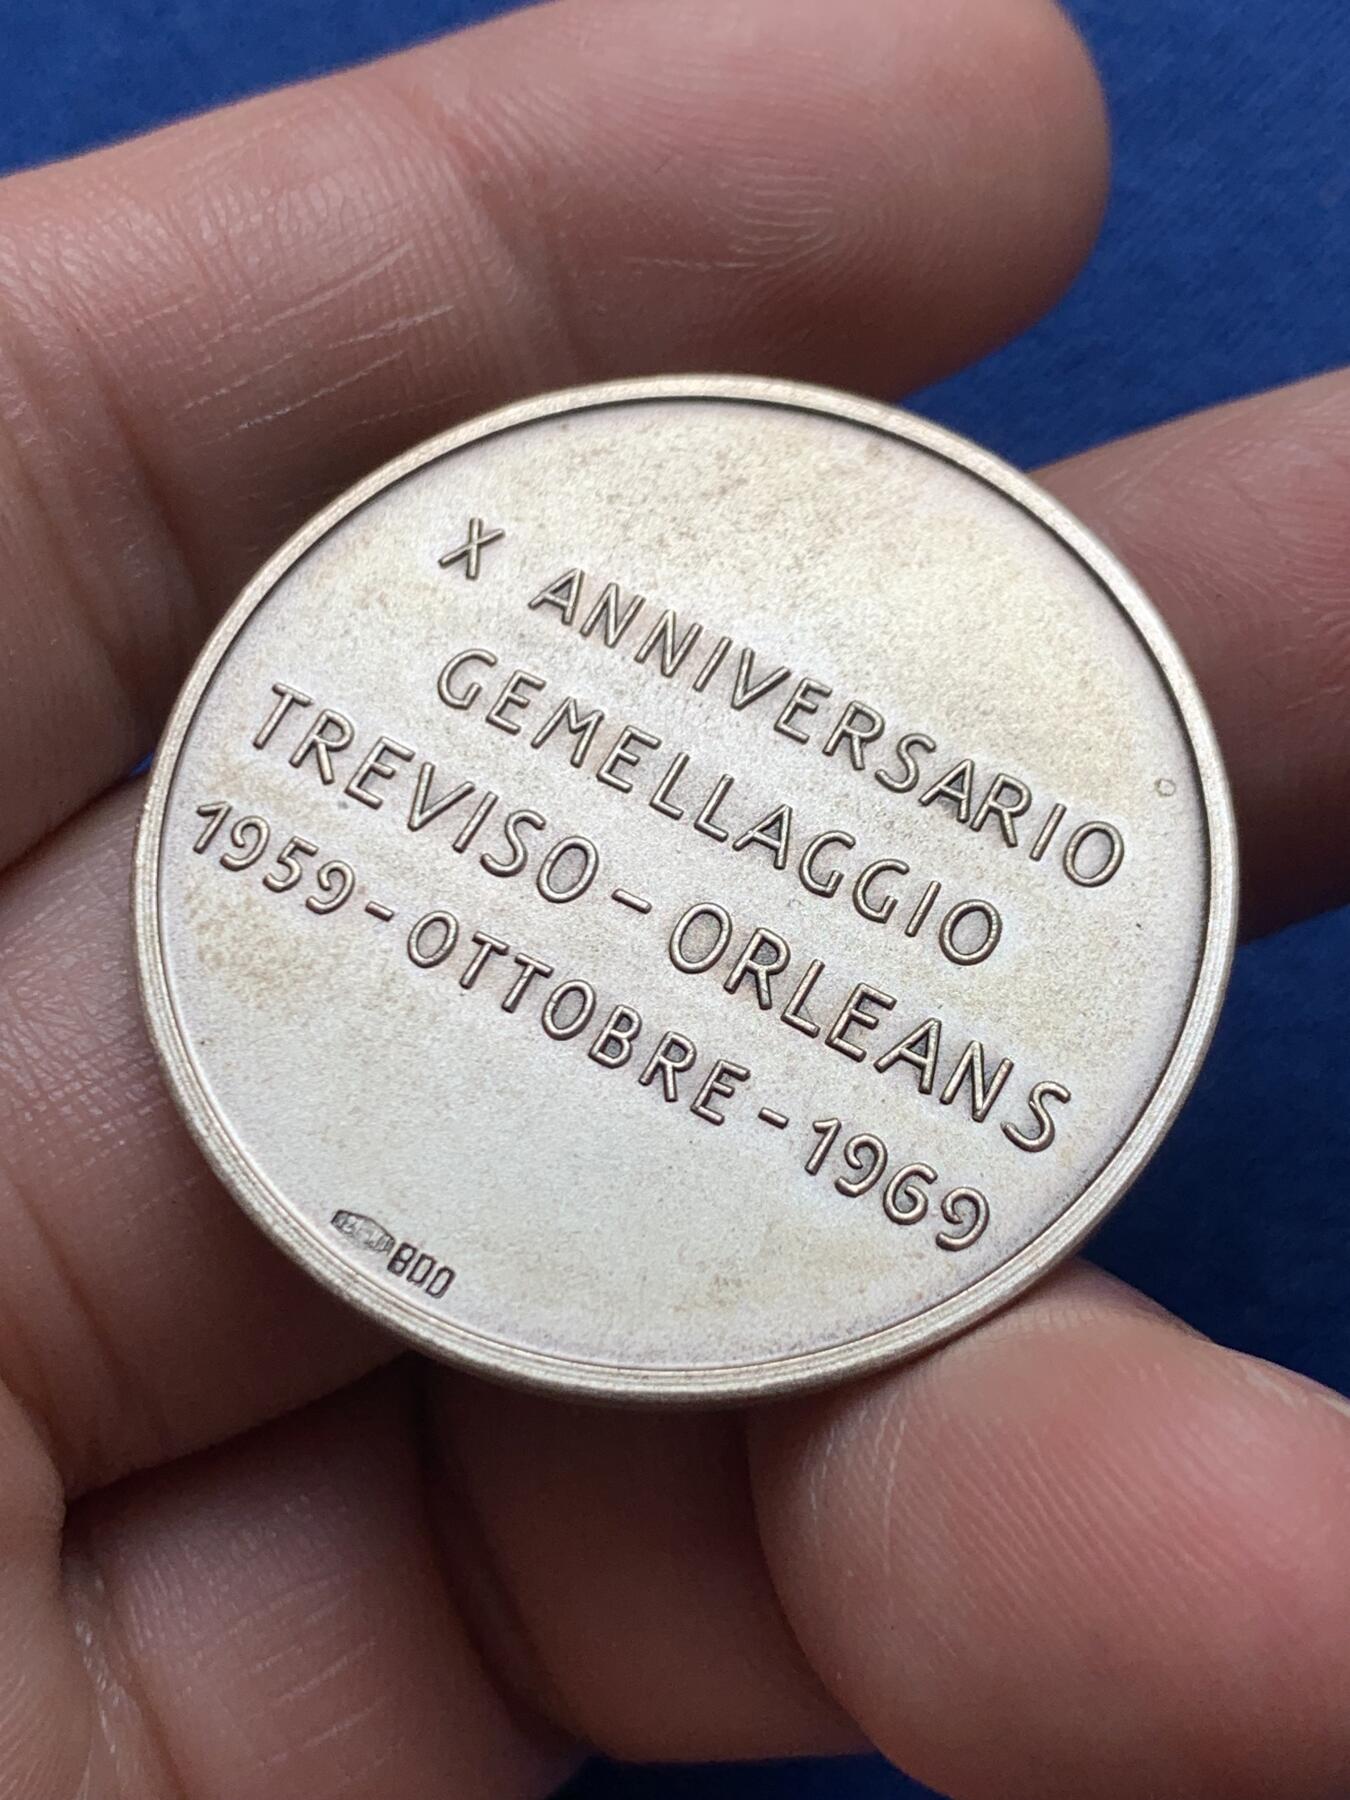 X ANNIVERSARIO
GEMELLAGGIO
TREVISO - ORLEANS
1959 - OTTOBRE - 1969
800